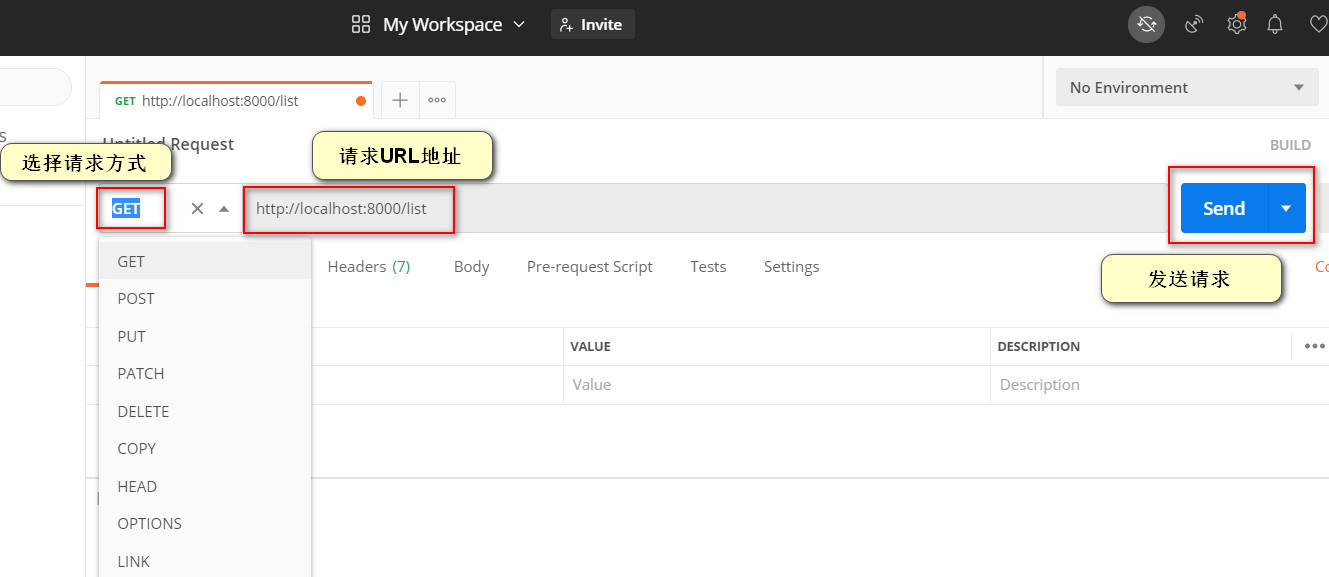 My Workspace
Invite
GET http://localhost:8000/list
No Environment
Untitled Request
BUILD
选择请求方式
请求URL地址
GET
http://localhost:8000/list
Send
发送请求
GET
POST
PUT
PATCH
DELETE
COPY
HEAD
OPTIONS
LINK
Headers (7)
Body
Pre-request Script
Tests
Settings
VALUE
DESCRIPTION
Value
Description